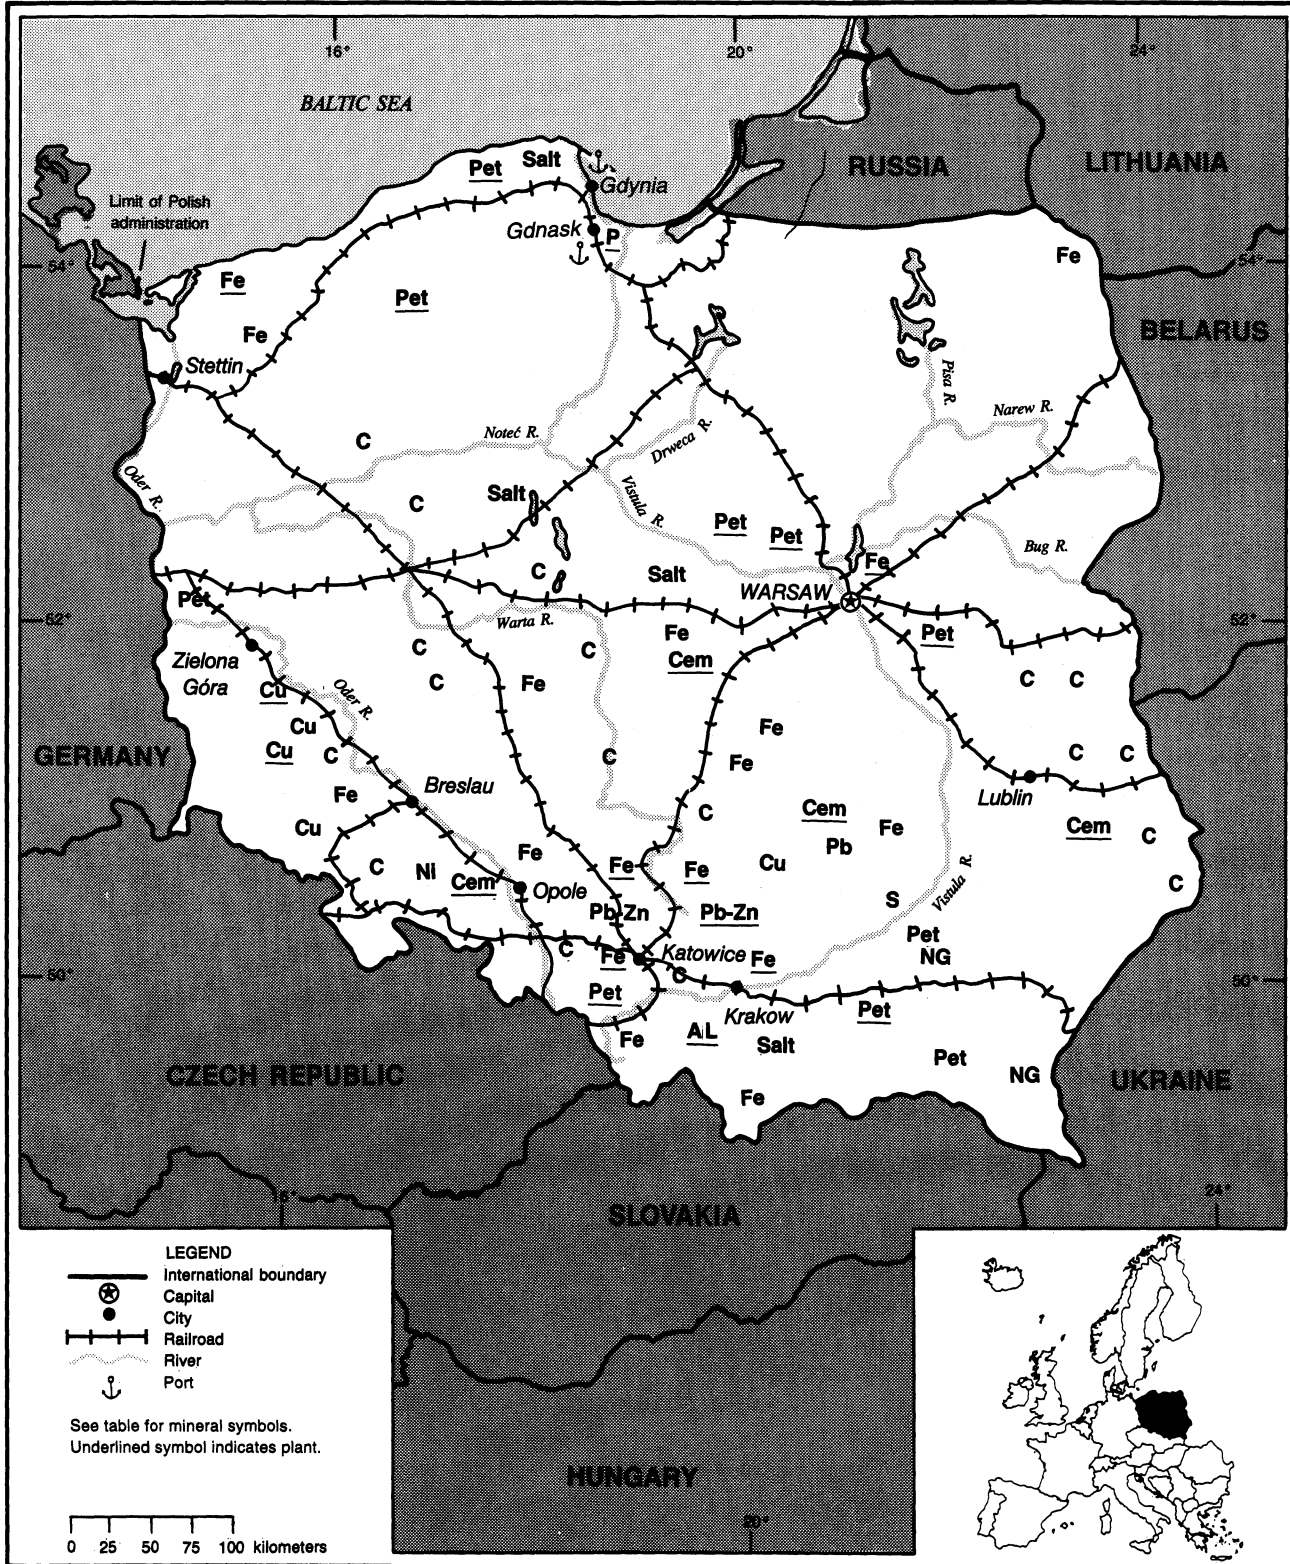 16°
20°
24°
BALTIC SEA
Pet
Salt
RUSSIA
LITHUANIA
Gdynia
Limit of Polish
administration
Gdnask
P
54°
Fe
54°
Fe
Pet
Fe
BELARUS
Stettin
Pisa R.
Narew R.
C
Noteć R.
Drweca R.
Oder R.
Salt
C
Vistula R.
Pet
Pet
Bug R.
Fe
C
Salt
WARSAW
Pet
52°
Warta R.
52°
Fe
Pet
C
C
Cem
Zielona
Góra
C
Fe
C
C
Cu
Oder R.
Cu
Fe
Cu
C
C
Fe
C
C
GERMANY
Breslau
Lublin
Fe
C
Cem
Cu
Fe
Cem
C
Fe
Pb
C
Ni
Fe
Fe
Cu
Cem
Opole
Vistula R.
C
S
Pb-Zn
Pb-Zn
Pet
C
Fe
Katowice
Fe
NG
50°
C
50°
Pet
Krakow
Pet
Fe
AL
Salt
Pet
CZECH REPUBLIC
NG
UKRAINE
Fe
16°
24°
SLOVAKIA
LEGEND
International boundary
Capital
City
Railroad
River
Port
See table for mineral symbols.
Underlined symbol indicates plant.
HUNGARY
20°
0 25 50 75 100 kilometers